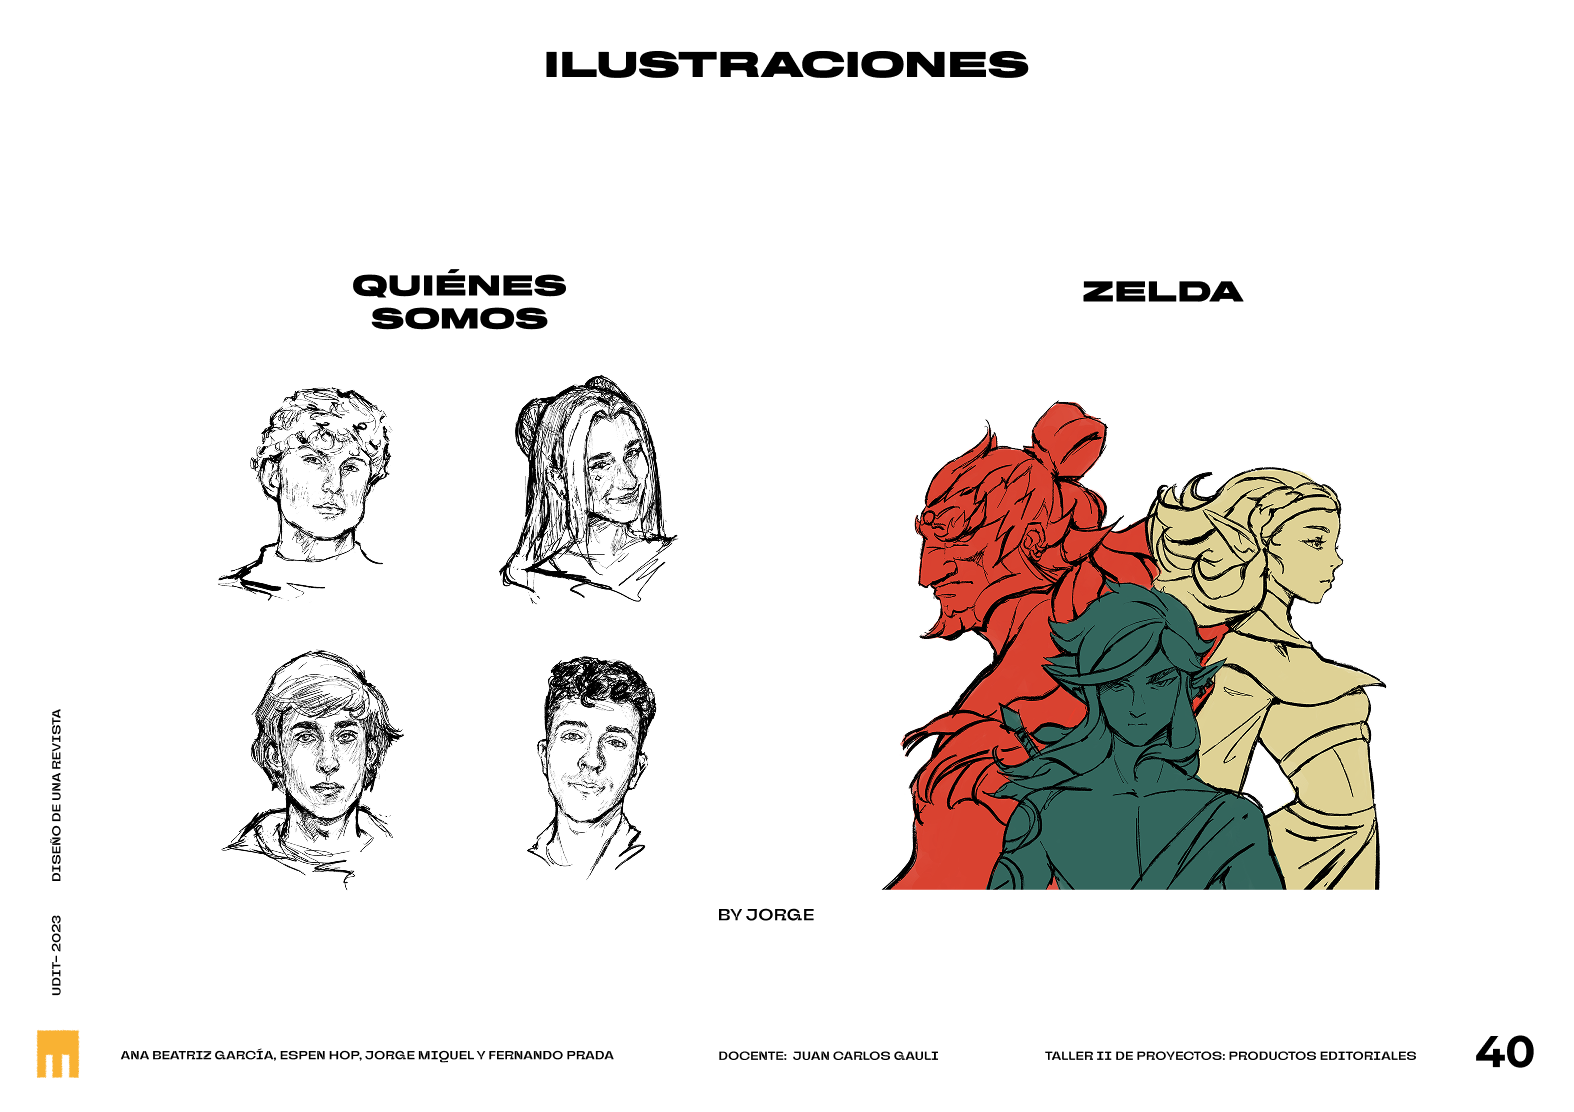 ILUSTRACIONES
QUIÉNES
SOMOS
ZELDA
BY JORGE
DISEÑO DE UNA REVISTA
UDIT- 2023
ANA BEATRIZ GARCÍA, ESPEN HOP, JORGE MIQUEL Y FERNANDO PRADA
DOCENTE: JUAN CARLOS GAULI
TALLER II DE PROYECTOS: PRODUCTOS EDITORIALES
40